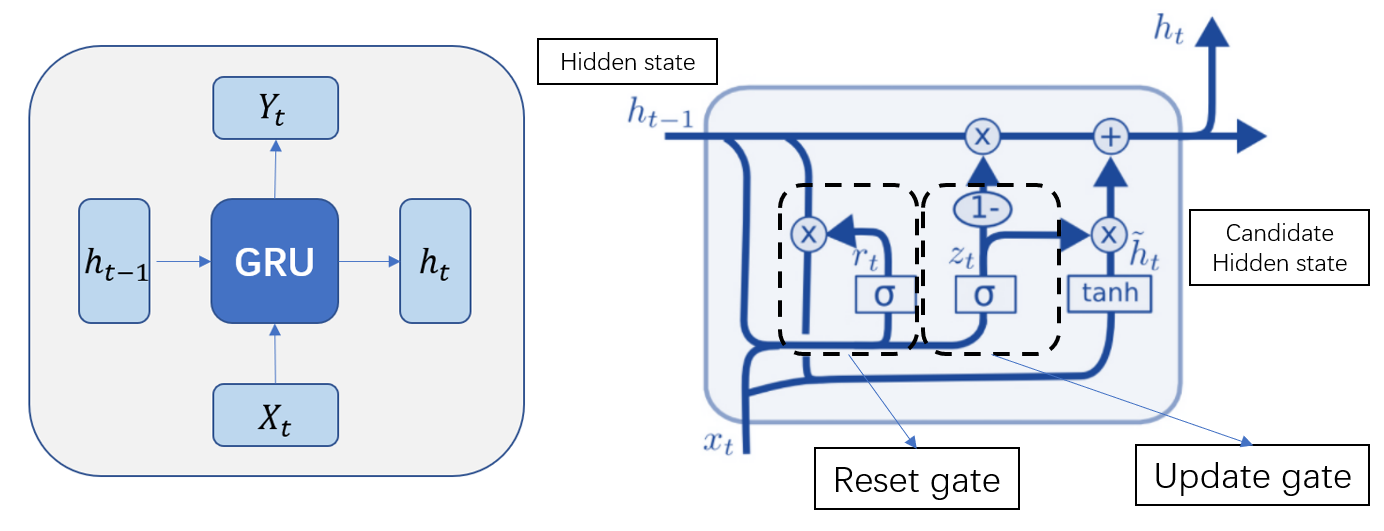 Y_t
h_{t-1}
GRU
h_t
X_t
Hidden state
h_{t-1}
h_t
x
+
1-
x
r_t
z_t
x
h̃_t
σ
σ
tanh
x_t
Candidate
Hidden state
Reset gate
Update gate